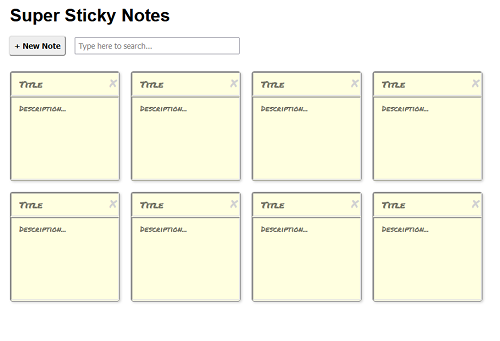 Super Sticky Notes
+ New Note Type here to search...
Title x Title x Title x Title x
Description... Description... Description... Description...
Title x Title x Title x Title x
Description... Description... Description... Description...